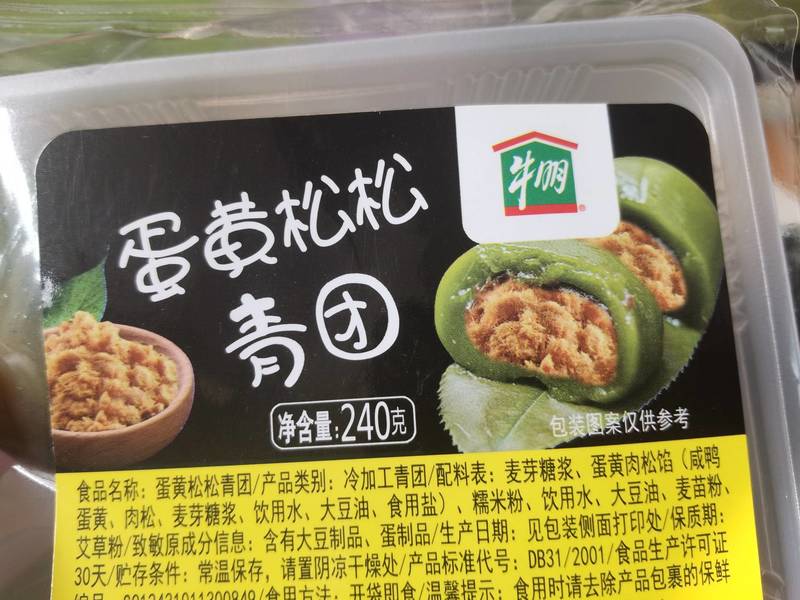 牛明
蛋黄松松
青团
净含量:240克
包装图案仅供参考
食品名称：蛋黄松松青团/产品类别：冷加工青团/配料表：麦芽糖浆、蛋黄肉松馅（咸鸭
蛋黄、肉松、麦芽糖浆、饮用水、大豆油、食用盐）、糯米粉、饮用水、大豆油、麦苗粉、
艾草粉/致敏原成分信息：含有大豆制品、蛋制品/生产日期：见包装侧面打印处/保质期：
30天/贮存条件：常温保存，请置阴凉干燥处/产品标准代号：DB31/2001/食品生产许可证
/食用方法：开袋即食/温馨提示：食用时请去除产品包裹的保鲜